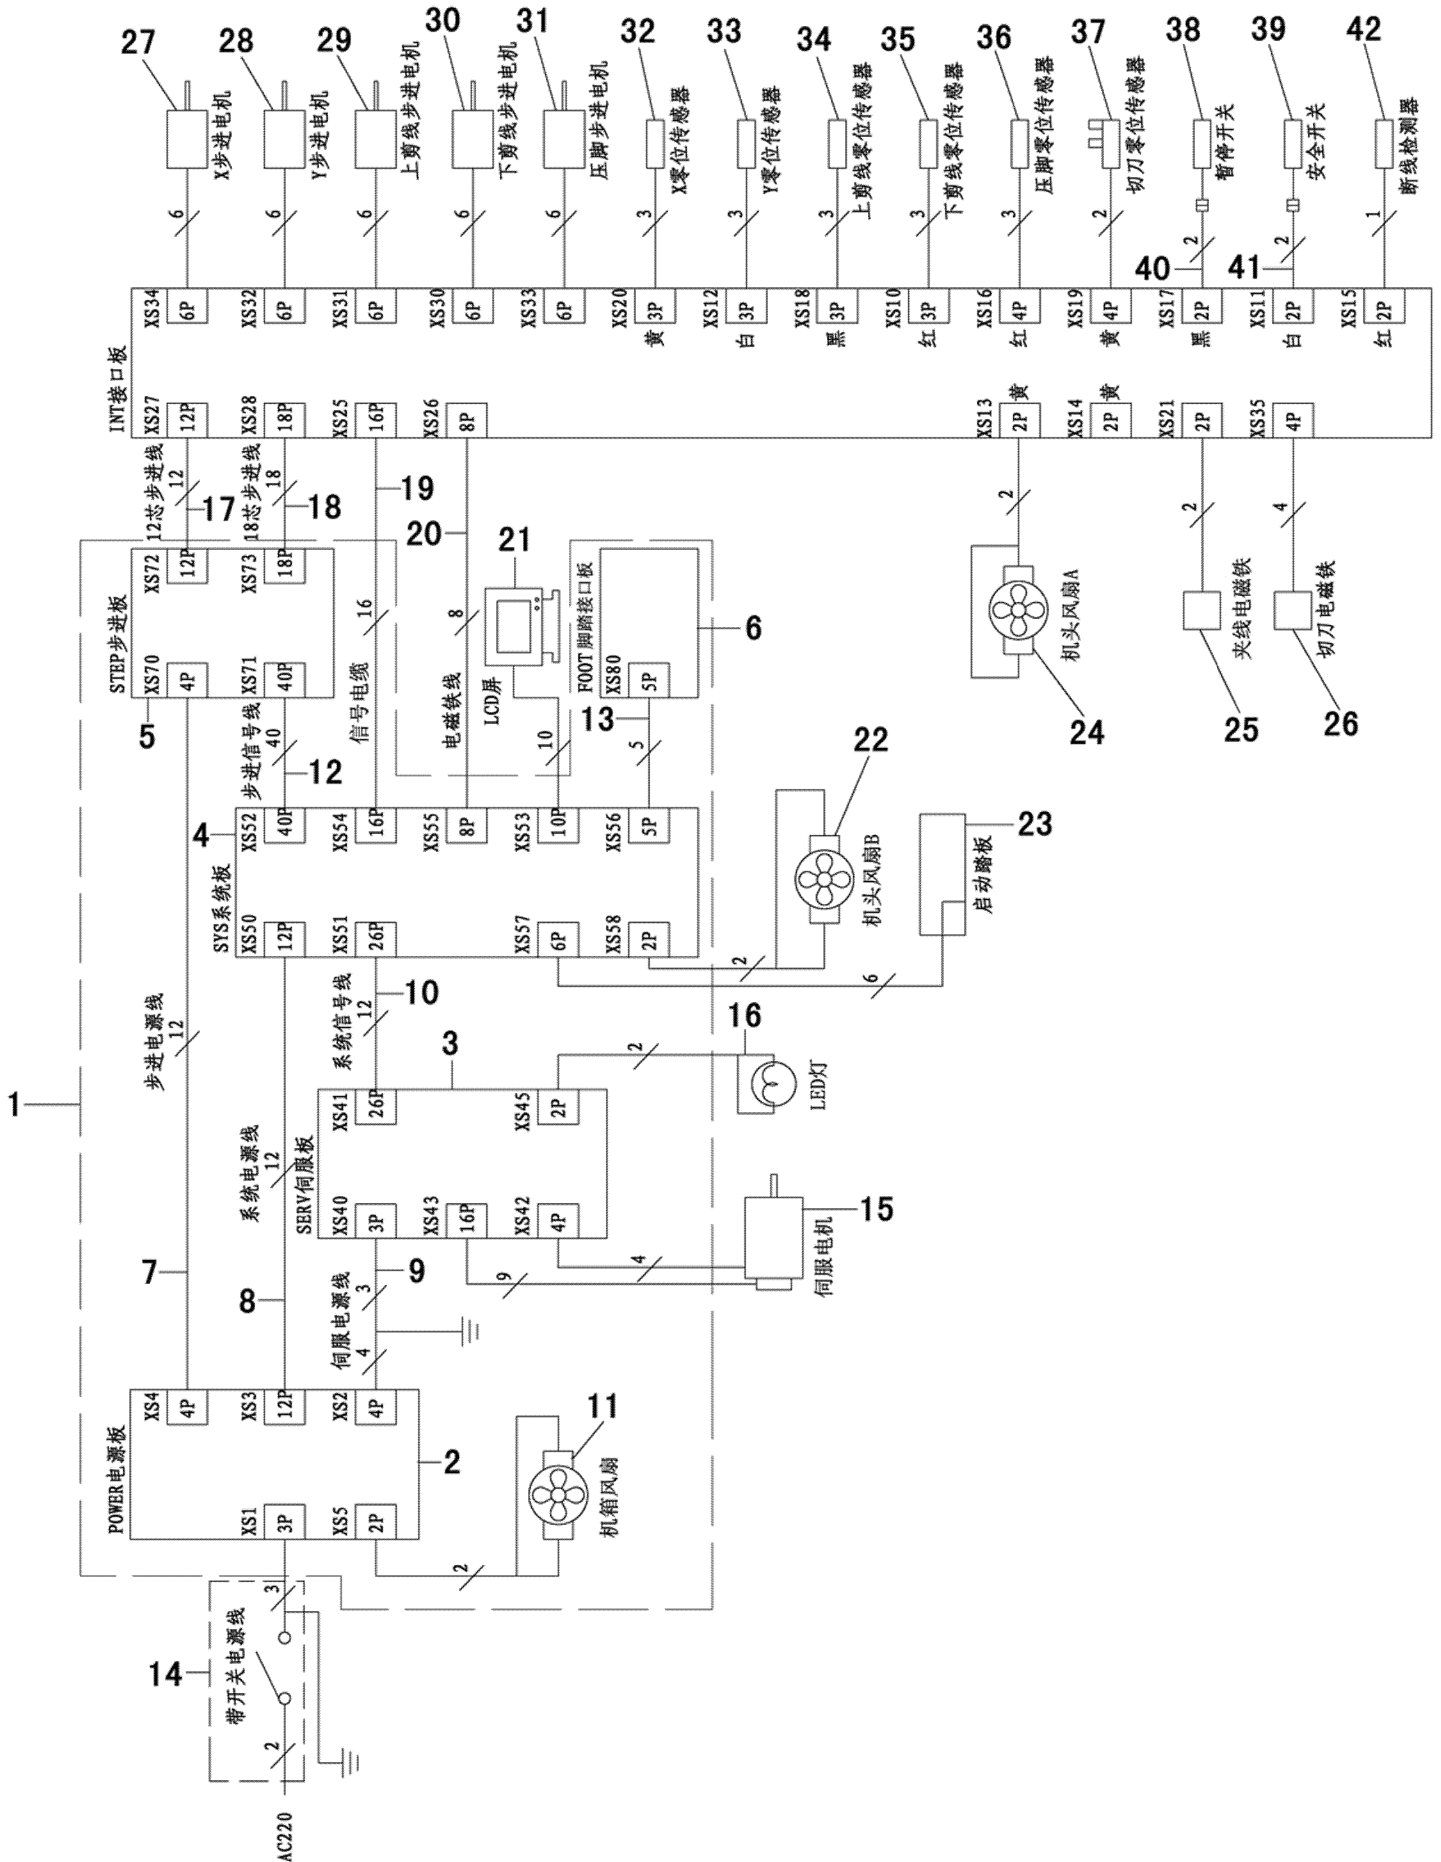 27
28
29
30
31
32
33
34
35
36
37
38
39
42
X步进电机
Y步进电机
上剪线步进电机
下剪线步进电机
压脚步进电机
X零位传感器
Y零位传感器
上剪线零位传感器
下剪线零位传感器
压脚零位传感器
切刀零位传感器
暂停开关
安全开关
断线检测器
6
6
6
6
6
3
3
3
3
3
2
2
2
1
40
41
INT接口板
XS34
6P
XS32
6P
XS31
6P
XS30
6P
XS33
6P
XS20
3P
黄
XS12
3P
白
XS18
3P
黑
XS10
3P
红
XS16
4P
红
XS19
4P
黄
XS17
2P
黑
XS11
2P
白
XS15
2P
红
XS27
12P
XS28
18P
XS25
16P
XS26
8P
XS13
2P
黄
XS14
2P
黄
XS21
2P
XS35
4P
12芯步进线
12
17
18芯步进线
18
18
19
20
21
2
2
4
STEP步进板
XS72
12P
XS73
18P
XS70
4P
XS71
40P
5
16
信号电缆
8
电磁铁线
LCD屏
10
FOOT脚踏接口板
XS80
5P
6
13
5
机头风扇A
24
夹线电磁铁
25
切刀电磁铁
26
步进信号线
40
12
4
SYS系统板
XS52
40P
XS54
16P
XS55
8P
XS53
10P
XS56
5P
XS50
12P
XS51
26P
XS57
6P
XS58
2P
22
机头风扇B
23
启动踏板
2
6
步进电源线
12
系统信号线
12
10
3
1
系统电源线
12
SERV伺服板
XS41
26P
XS45
2P
XS40
3P
XS43
16P
XS42
4P
2
16
LED灯
15
伺服电机
4
9
7
8
9
伺服电源线
3
4
POWER电源板
XS4
4P
XS3
12P
XS2
4P
XS1
3P
XS5
2P
2
11
机箱风扇
2
14
带开关电源线
3
2
AC220